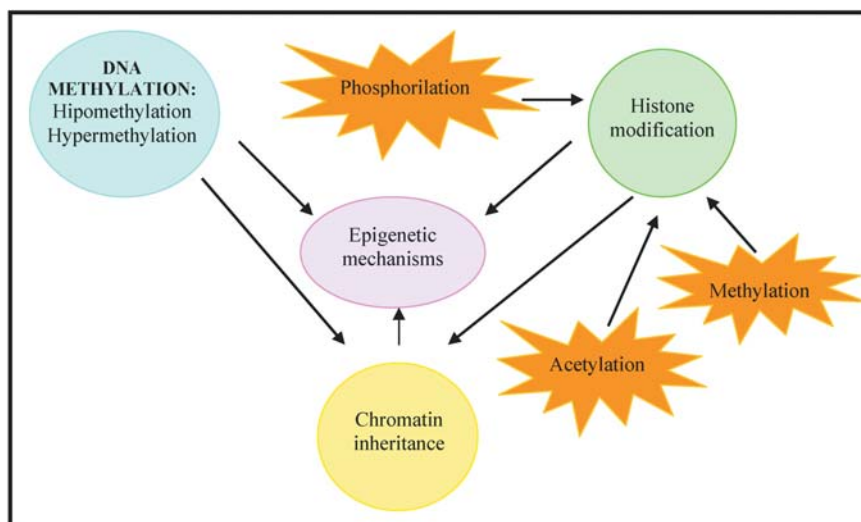 DNA
METHYLATION:
Hipomethylation
Hypermethylation
Phosphorilation
Histone
modification
Epigenetic
mechanisms
Methylation
Acetylation
Chromatin
inheritance